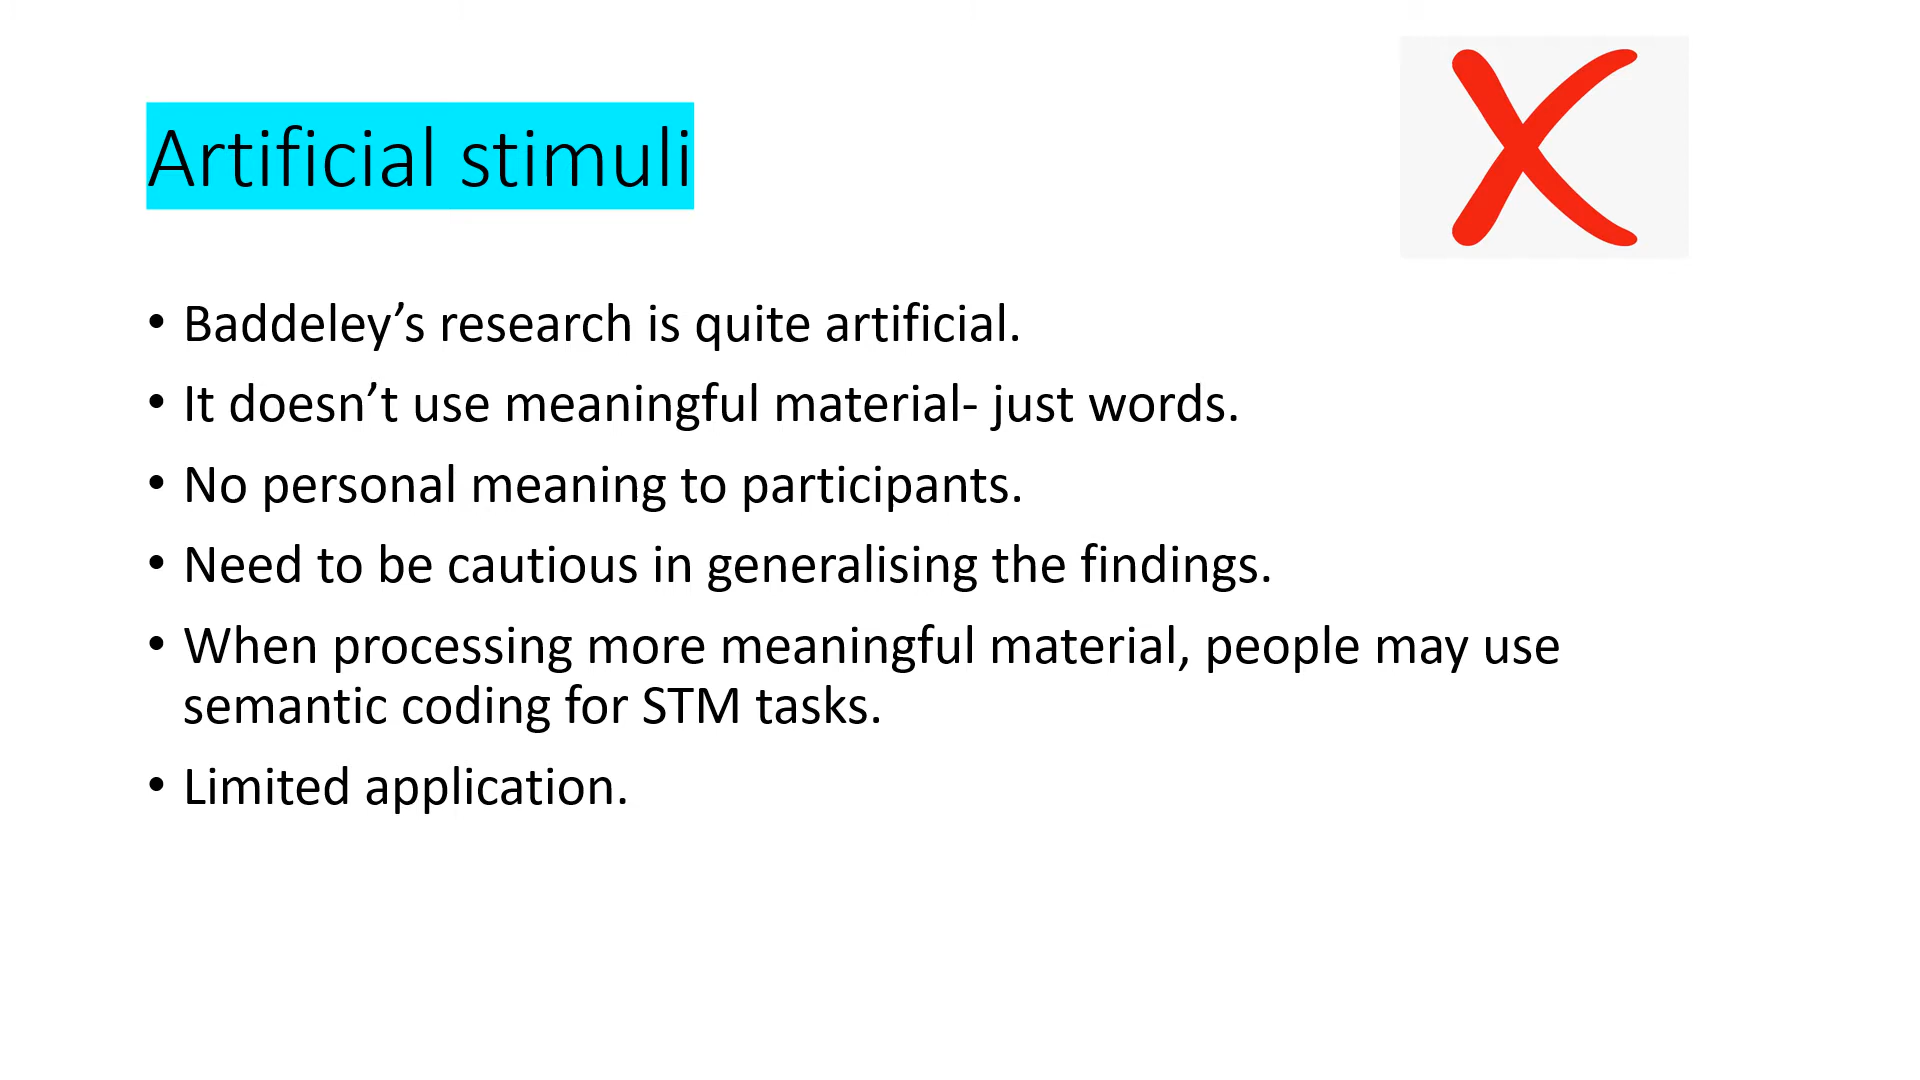 Artificial stimuli
• Baddeley’s research is quite artificial.
• It doesn’t use meaningful material- just words.
• No personal meaning to participants.
• Need to be cautious in generalising the findings.
• When processing more meaningful material, people may use
semantic coding for STM tasks.
• Limited application.